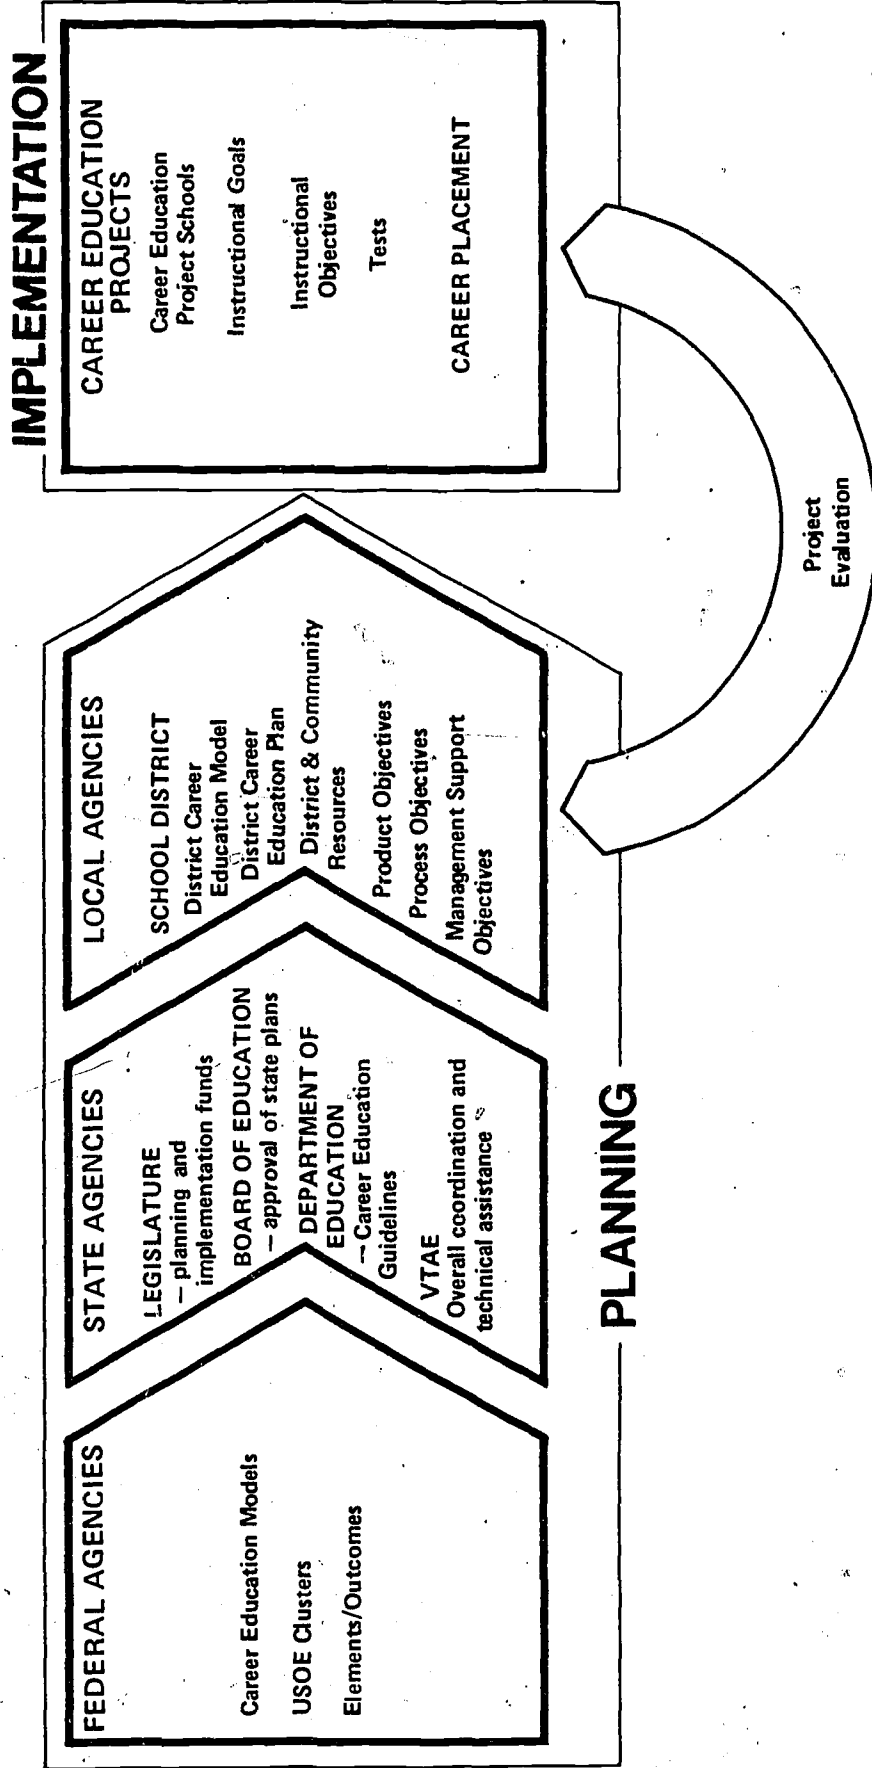 IMPLEMENTATION
FEDERAL AGENCIES
Career Education Models
USOE Clusters
Elements/Outcomes
STATE AGENCIES
LEGISLATURE
– planning and
implementation funds
BOARD OF EDUCATION
– approval of state plans
DEPARTMENT OF
EDUCATION
– Career Education
Guidelines
VTAE
Overall coordination and
technical assistance
LOCAL AGENCIES
SCHOOL DISTRICT
District Career
Education Model
District Career
Education Plan
District & Community
Resources
Product Objectives
Process Objectives
Management Support
Objectives
CAREER EDUCATION
PROJECTS
Career Education
Project Schools
Instructional Goals
Instructional
Objectives
Tests
CAREER PLACEMENT
PLANNING
Project
Evaluation